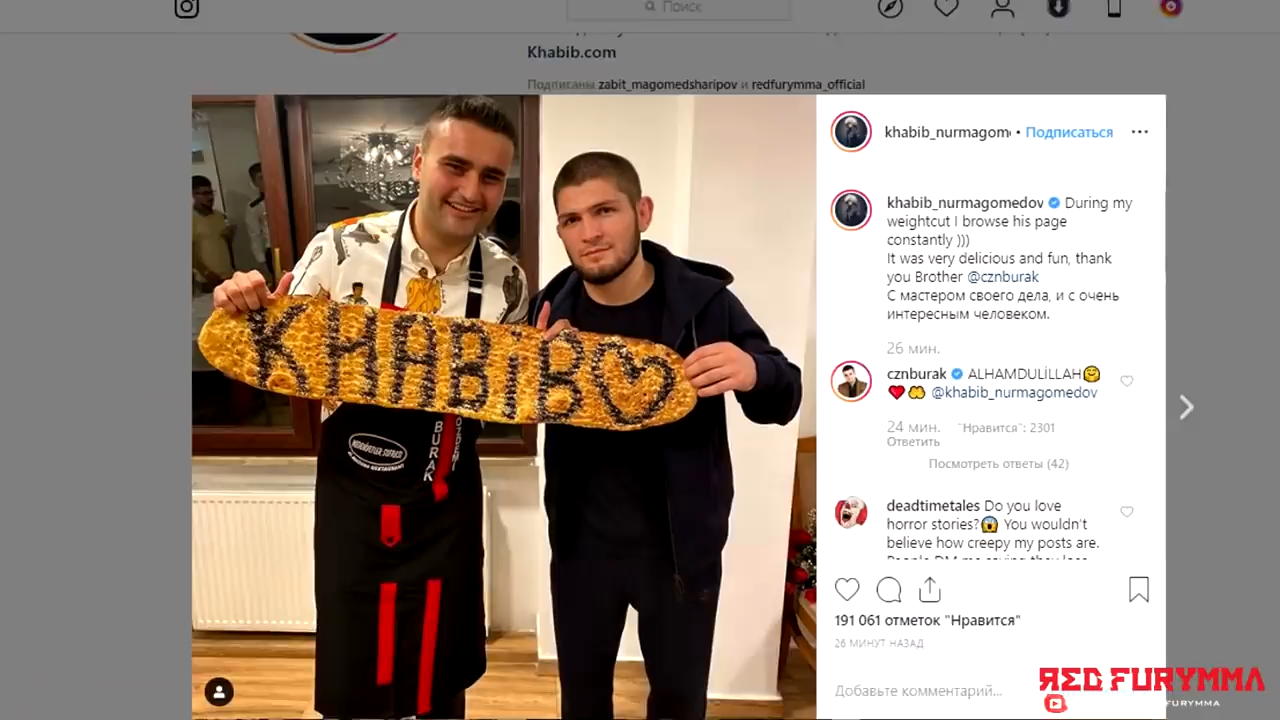 Поиск
Khabib.com
Подписаны zabit_magomedsharipov и redfurymma_official
KHABiB
BURAK
khabib_nurmagom • Подписаться
khabib_nurmagomedov During my
weightcut I browse his page
constantly )))
It was very delicious and fun, thank
you Brother @cznburak
С мастером своего дела, и с очень
интересным человеком.
26 мин.
cznburak ALHAMDULİLLAH🤗
❤️🤲 @khabib_nurmagomedov
24 мин. "Нравится": 2301
Ответить
Посмотреть ответы (42)
deadtimetales Do you love
horror stories?😱 You wouldn't
believe how creepy my posts are.
191 061 отметок "Нравится"
26 МИНУТ НАЗАД
Добавьте комментарий...
RED FURYMMA
FURYMMA